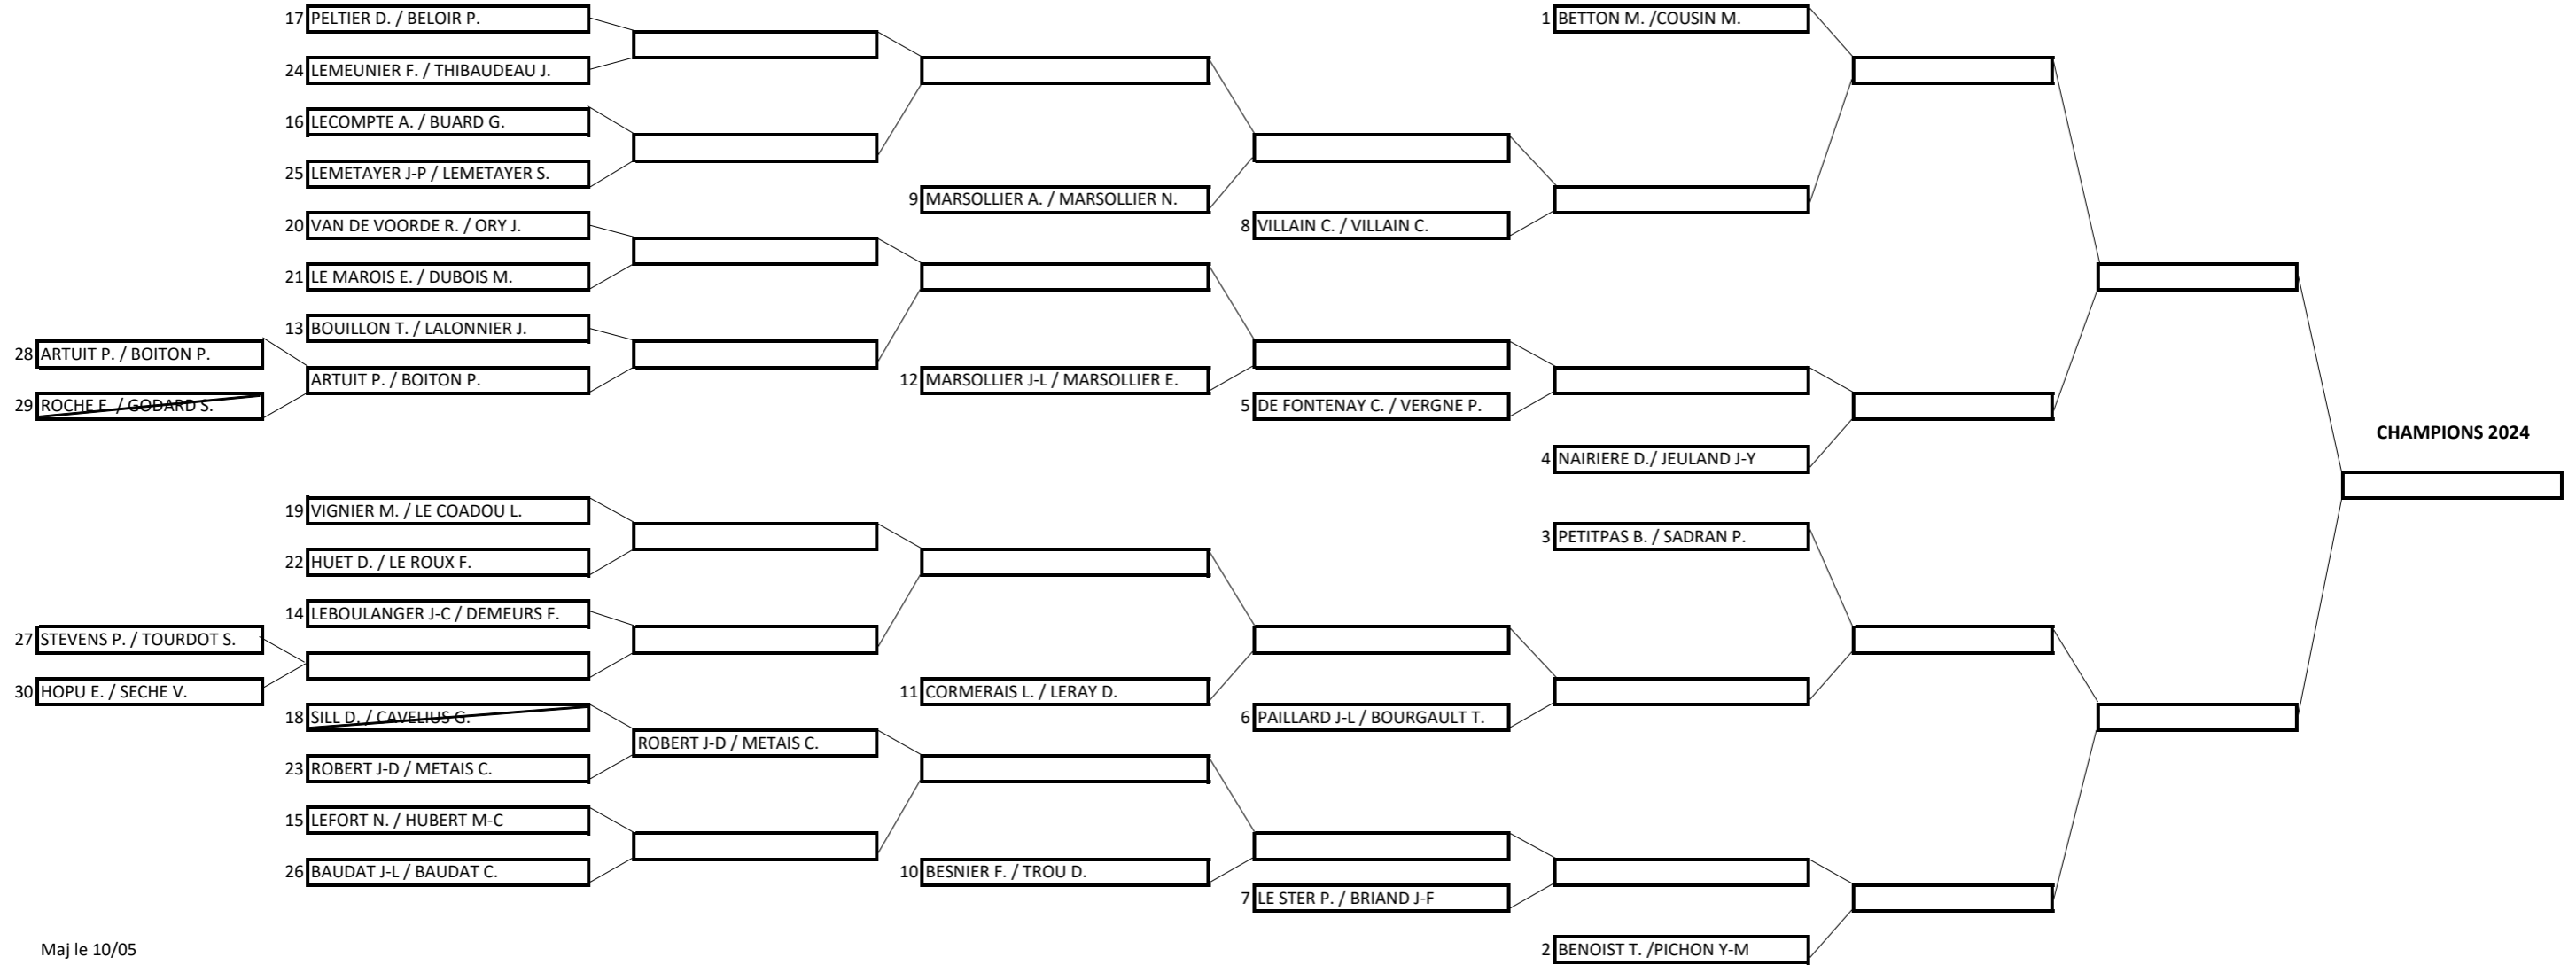 17 PELTIER D. / BELOIR P.
1 BETTON M. /COUSIN M.
24 LEMEUNIER F. / THIBAUDEAU J.
16 LECOMPTE A. / BUARD G.
25 LEMETAYER J-P / LEMETAYER S.
9 MARSOLLIER A. / MARSOLLIER N.
20 VAN DE VOORDE R. / ORY J.
8 VILLAIN C. / VILLAIN C.
21 LE MAROIS E. / DUBOIS M.
13 BOUILLON T. / LALONNIER J.
28 ARTUIT P. / BOITON P.
ARTUIT P. / BOITON P.
12 MARSOLLIER J-L / MARSOLLIER E.
29 ROCHE F. / GODARD S.
5 DE FONTENAY C. / VERGNE P.
CHAMPIONS 2024
4 NAIRIERE D./ JEULAND J-Y
19 VIGNIER M. / LE COADOU L.
3 PETITPAS B. / SADRAN P.
22 HUET D. / LE ROUX F.
14 LEBOULANGER J-C / DEMEURS F.
27 STEVENS P. / TOURDOT S.
30 HOPU E. / SECHE V.
11 CORMERAIS L. / LERAY D.
18 SILL D. / CAVELIUS G.
6 PAILLARD J-L / BOURGAULT T.
ROBERT J-D / METAIS C.
23 ROBERT J-D / METAIS C.
15 LEFORT N. / HUBERT M-C
26 BAUDAT J-L / BAUDAT C.
10 BESNIER F. / TROU D.
7 LE STER P. / BRIAND J-F
Maj le 10/05
2 BENOIST T. /PICHON Y-M